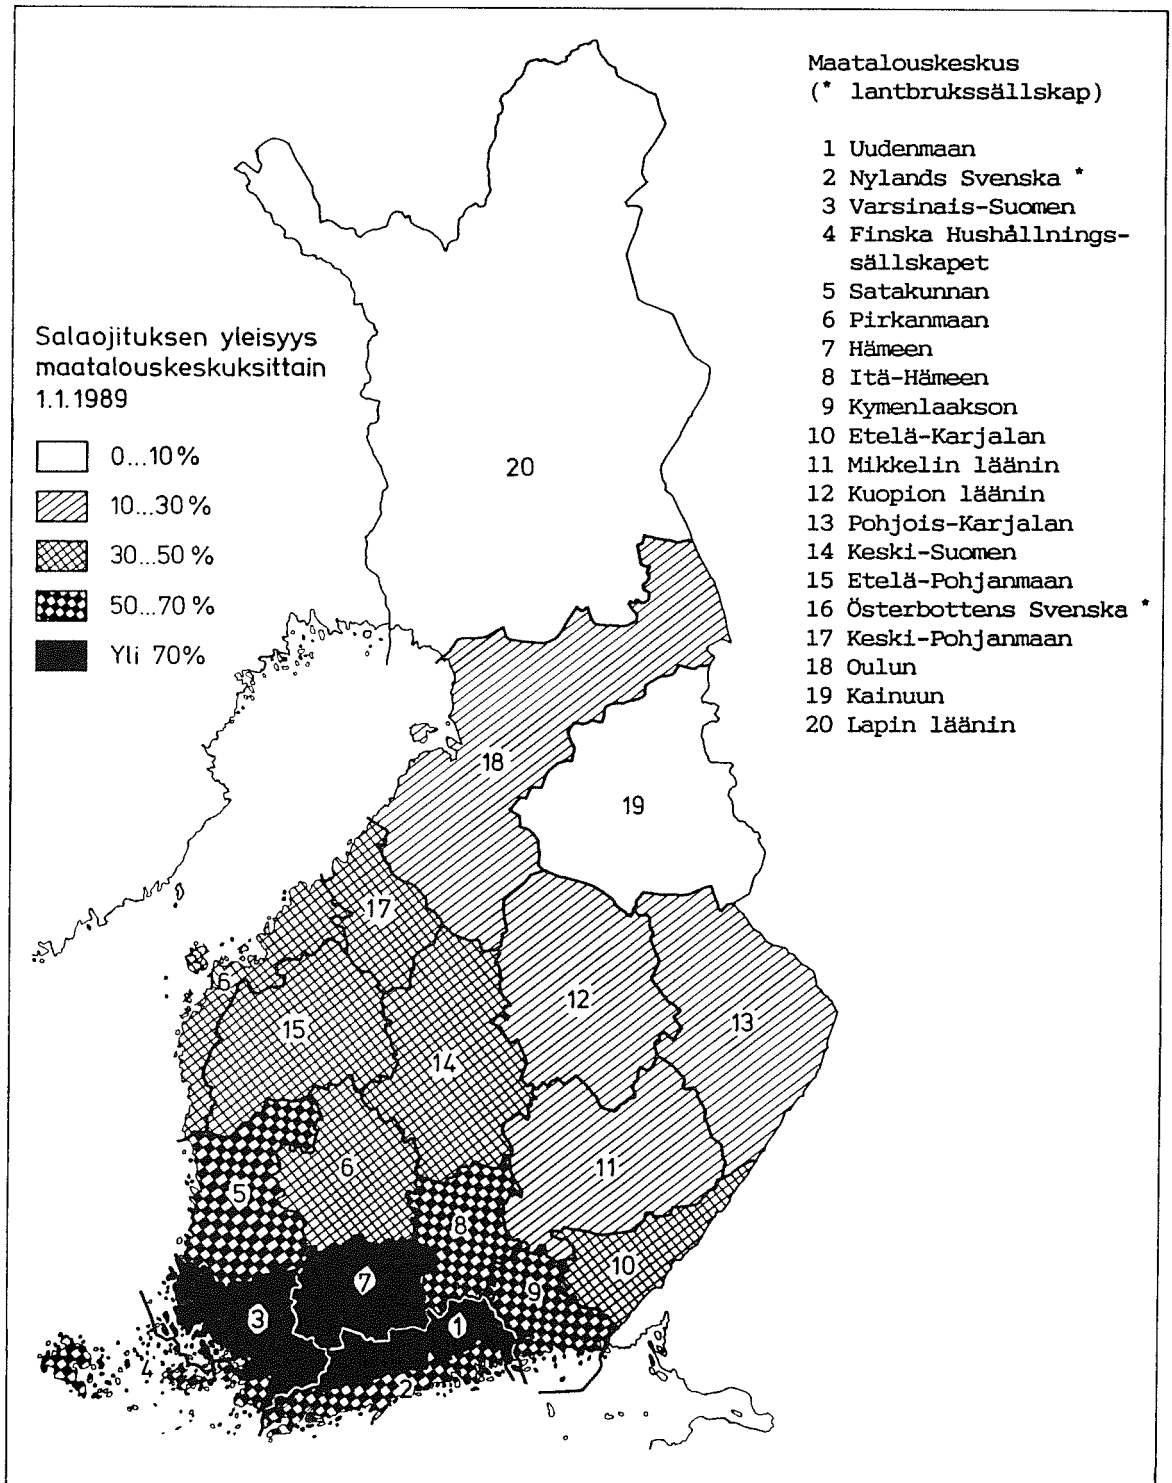 Maatalouskeskus
(* lantbrukssällskap)
1 Uudenmaan
2 Nylands Svenska *
3 Varsinais-Suomen
4 Finska Hushållnings-
sällskapet
5 Satakunnan
6 Pirkanmaan
7 Hämeen
8 Itä-Hämeen
9 Kymenlaakson
10 Etelä-Karjalan
11 Mikkelin läänin
12 Kuopion läänin
13 Pohjois-Karjalan
14 Keski-Suomen
15 Etelä-Pohjanmaan
16 Österbottens Svenska *
17 Keski-Pohjanmaan
18 Oulun
19 Kainuun
20 Lapin läänin
Salaojituksen yleisyys
maatalouskeskuksittain
1.1.1989
0...10%
10...30%
30...50%
50...70%
Yli 70%
20
18
19
17
16
12
15
13
14
6
11
5
8
10
7
9
3
1
4
2